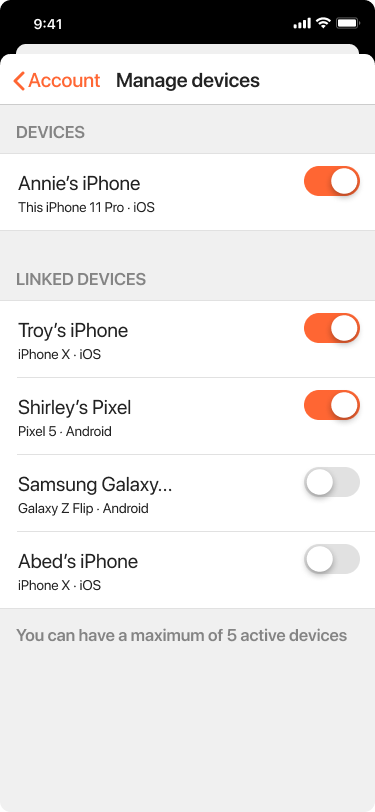 9:41
Account Manage devices
DEVICES
Annie’s iPhone
This iPhone 11 Pro · iOS
LINKED DEVICES
Troy’s iPhone
iPhone X · iOS
Shirley’s Pixel
Pixel 5 · Android
Samsung Galaxy...
Galaxy Z Flip · Android
Abed’s iPhone
iPhone X · iOS
You can have a maximum of 5 active devices